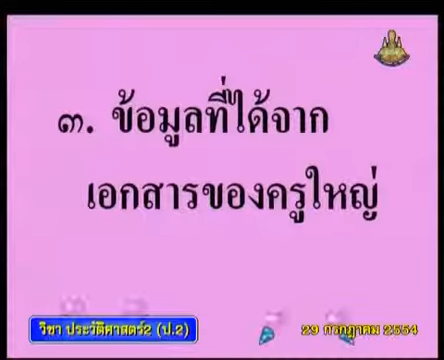 ๓. ข้อมูลที่ได้จาก
เอกสารของครูใหญ่
วิชา ประวัติศาสตร์2 (ป.2)
29 กรกฎาคม 2554